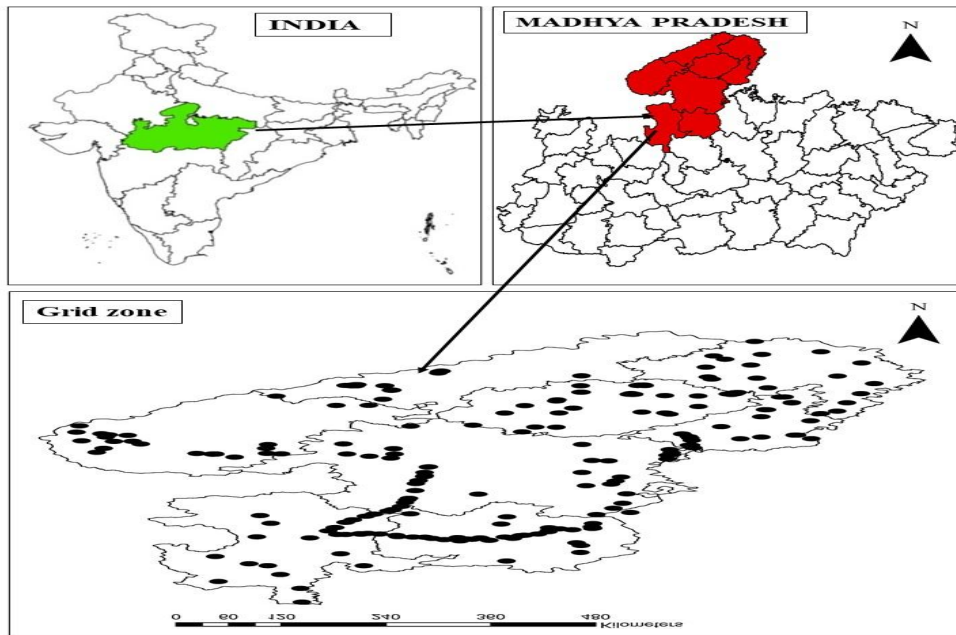 INDIA
MADHYA PRADESH
N
Grid zone
N
0 60 120 240 360 480
Kilometers